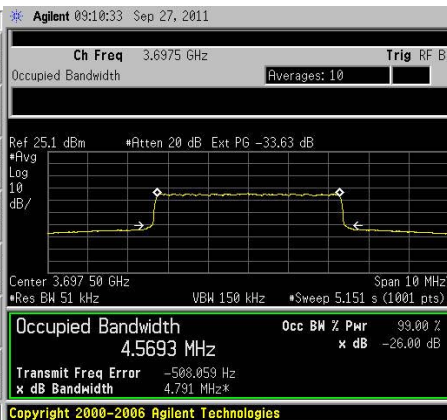 Agilent 09:10:33 Sep 27, 2011
Ch Freq 3.6975 GHz Trig RF B
Occupied Bandwidth Averages: 10
Ref 25.1 dBm #Atten 20 dB Ext PG -33.63 dB
#Avg
Log
10
dB/
Center 3.697 50 GHz Span 10 MHz
#Res BW 51 kHz VBW 150 kHz #Sweep 5.151 s (1001 pts)
Occupied Bandwidth Occ BW % Pwr 99.00 %
4.5693 MHz x dB -26.00 dB
Transmit Freq Error -508.059 Hz
x dB Bandwidth 4.791 MHz*
Copyright 2000-2006 Agilent Technologies